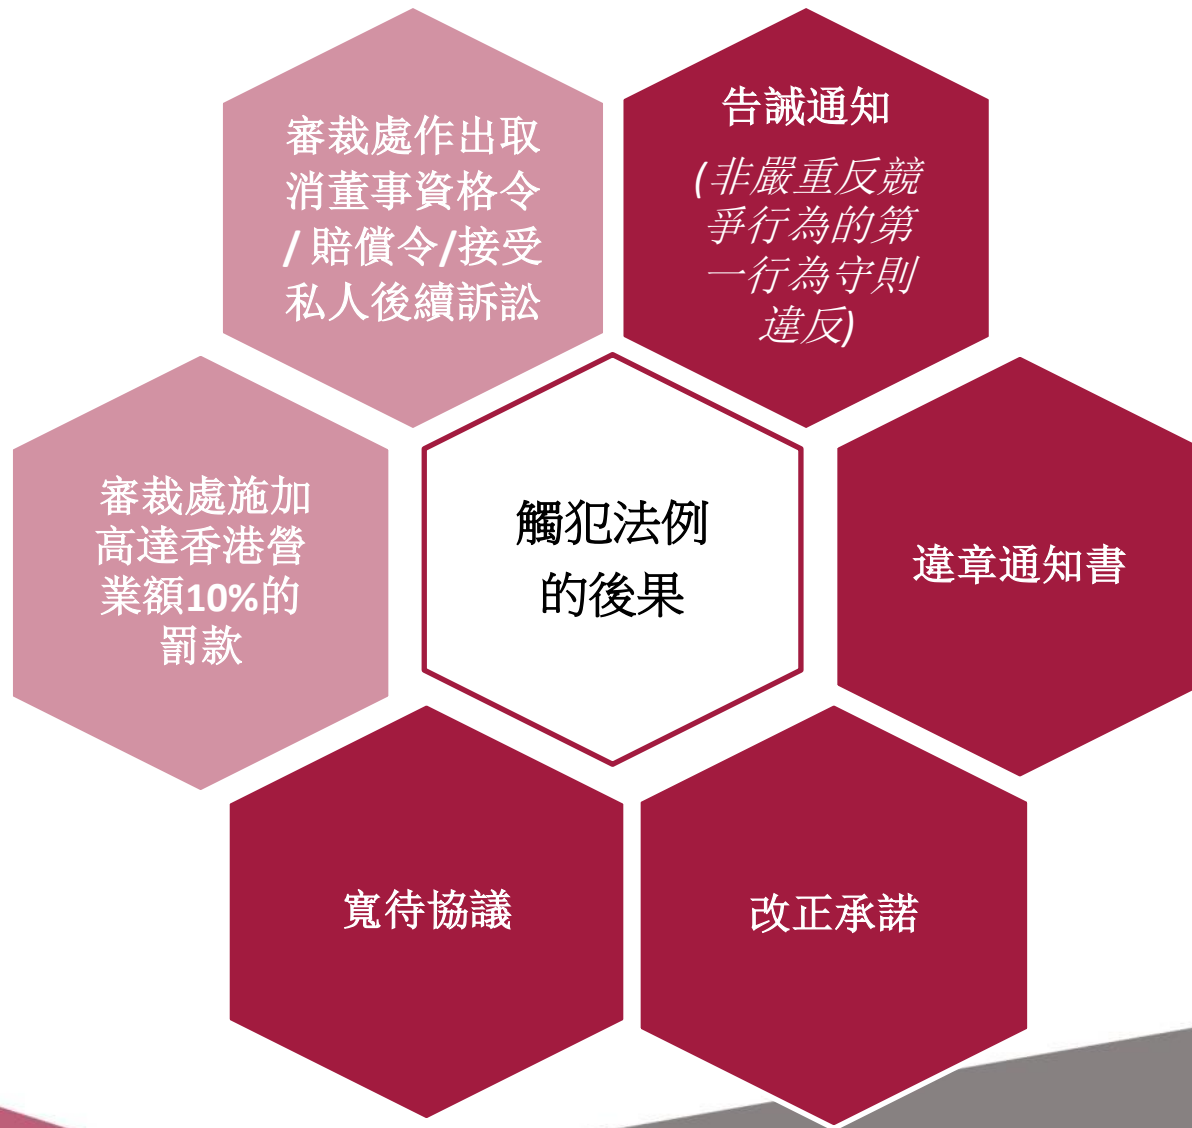 審裁處作出取
消董事資格令
/ 賠償令/接受
私人後續訴訟
告誡通知
(非嚴重反競
爭行為的第
一行為守則
違反)
審裁處施加
高達香港營
業額10%的
罰款
觸犯法例
的後果
違章通知書
寬待協議
改正承諾